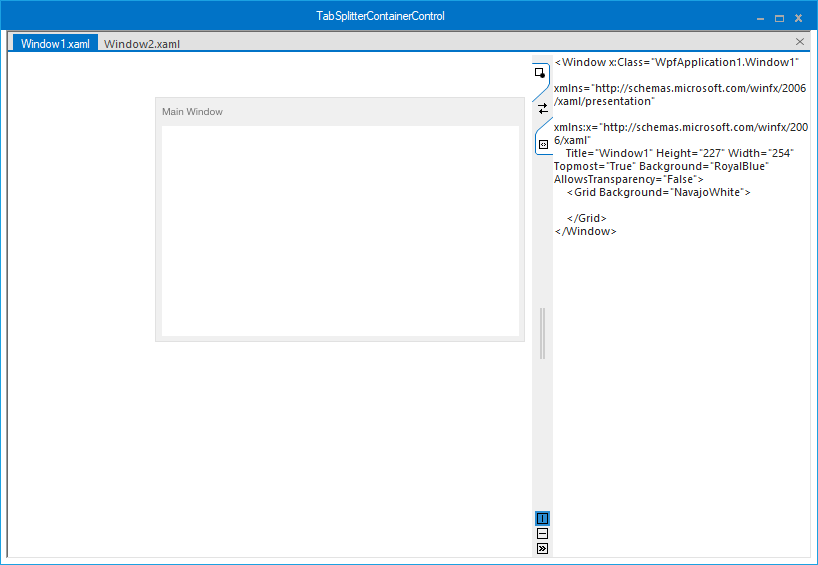 TabSplitterContainerControl
Window1.xaml
Window2.xaml
Main Window
<Window x:Class="WpfApplication1.Window1"
xmlns="http://schemas.microsoft.com/winfx/2006
/xaml/presentation"
xmlns:x="http://schemas.microsoft.com/winfx/200
6/xaml"
Title="Window1" Height="227" Width="254"
Topmost="True" Background="RoyalBlue"
AllowsTransparency="False">
<Grid Background="NavajoWhite">
</Grid>
</Window>